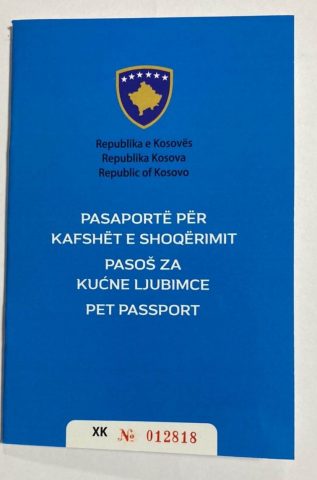 Republika e Kosovës
Republika Kosova
Republic of Kosovo
PASAPORTË PËR
KAFSHËT E SHOQËRIMIT
PASOŠ ZA
KUĆNE LJUBIMCE
PET PASSPORT
XK № 012818